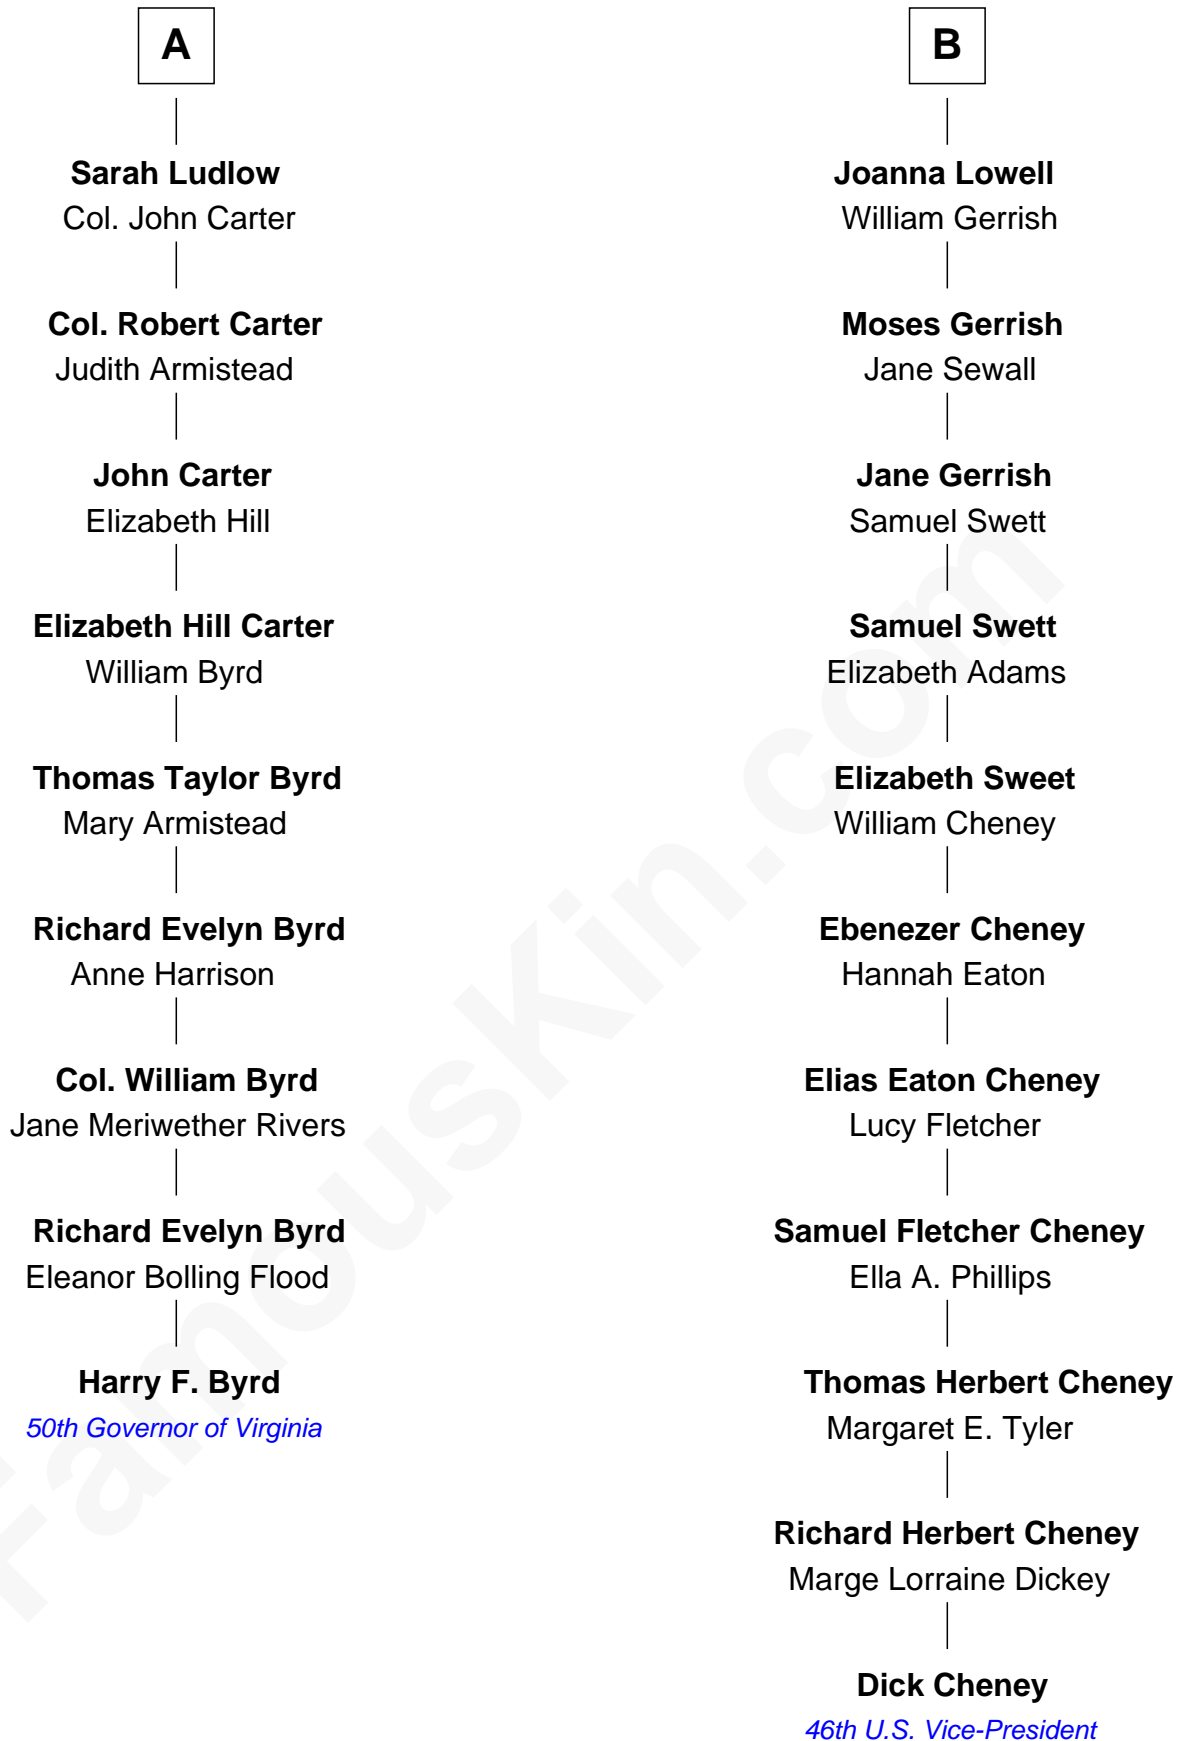 A
Sarah Ludlow
Col. John Carter
Col. Robert Carter
Judith Armistead
John Carter
Elizabeth Hill
Elizabeth Hill Carter
William Byrd
Thomas Taylor Byrd
Mary Armistead
Richard Evelyn Byrd
Anne Harrison
Col. William Byrd
Jane Meriwether Rivers
Richard Evelyn Byrd
Eleanor Bolling Flood
Harry F. Byrd
50th Governor of Virginia
B
Joanna Lowell
William Gerrish
Moses Gerrish
Jane Sewall
Jane Gerrish
Samuel Swett
Samuel Swett
Elizabeth Adams
Elizabeth Sweet
William Cheney
Ebenezer Cheney
Hannah Eaton
Elias Eaton Cheney
Lucy Fletcher
Samuel Fletcher Cheney
Ella A. Phillips
Thomas Herbert Cheney
Margaret E. Tyler
Richard Herbert Cheney
Marge Lorraine Dickey
Dick Cheney
46th U.S. Vice-President
FamousKin.com